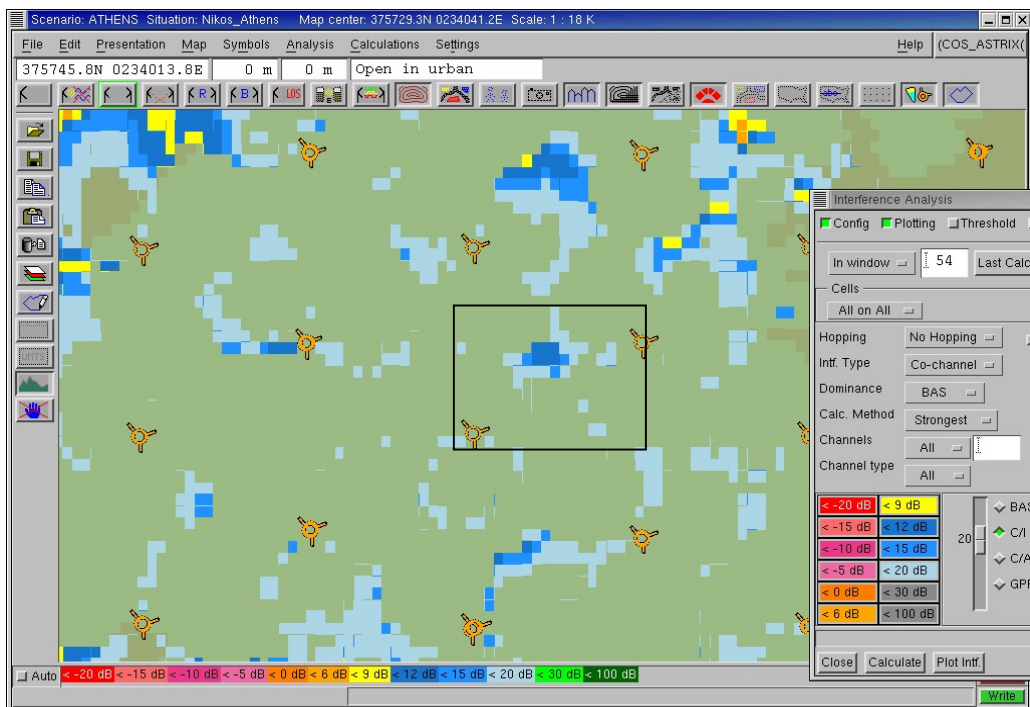 Scenario: ATHENS Situation: Nikos_Athens Map center: 375729.3N 0234041.2E Scale: 1 : 18 K
File Edit Presentation Map Symbols Analysis Calculations Settings Help (COS_ASTRIX(
375745.8N 0234013.8E 0 m 0 m Open in urban
R B LOS abc
UMTS
Interference Analysis
Config Plotting Threshold
In window 54 Last Calc
Cells
All on All
Hopping No Hopping
Intf. Type Co-channel
Dominance BAS
Calc. Method Strongest
Channels All
Channel type All
< -20 dB < 9 dB BAS
< -15 dB < 12 dB 20 C/I
< -10 dB < 15 dB
< -5 dB < 20 dB C/A
< 0 dB < 30 dB GPR
< 6 dB < 100 dB
Close Calculate Plot Intf.
Auto < -20 dB < -15 dB < -10 dB < -5 dB < 0 dB < 6 dB < 9 dB < 12 dB < 15 dB < 20 dB < 30 dB < 100 dB
Write